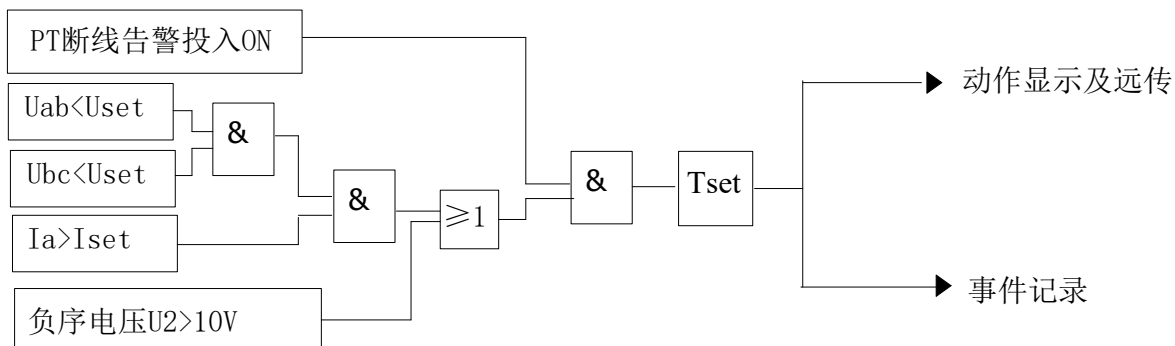 PT断线告警投入ON
Uab<Uset
&
Ubc<Uset
Ia>Iset
&
≥1
&
Tset
负序电压U2>10V
动作显示及远传
事件记录